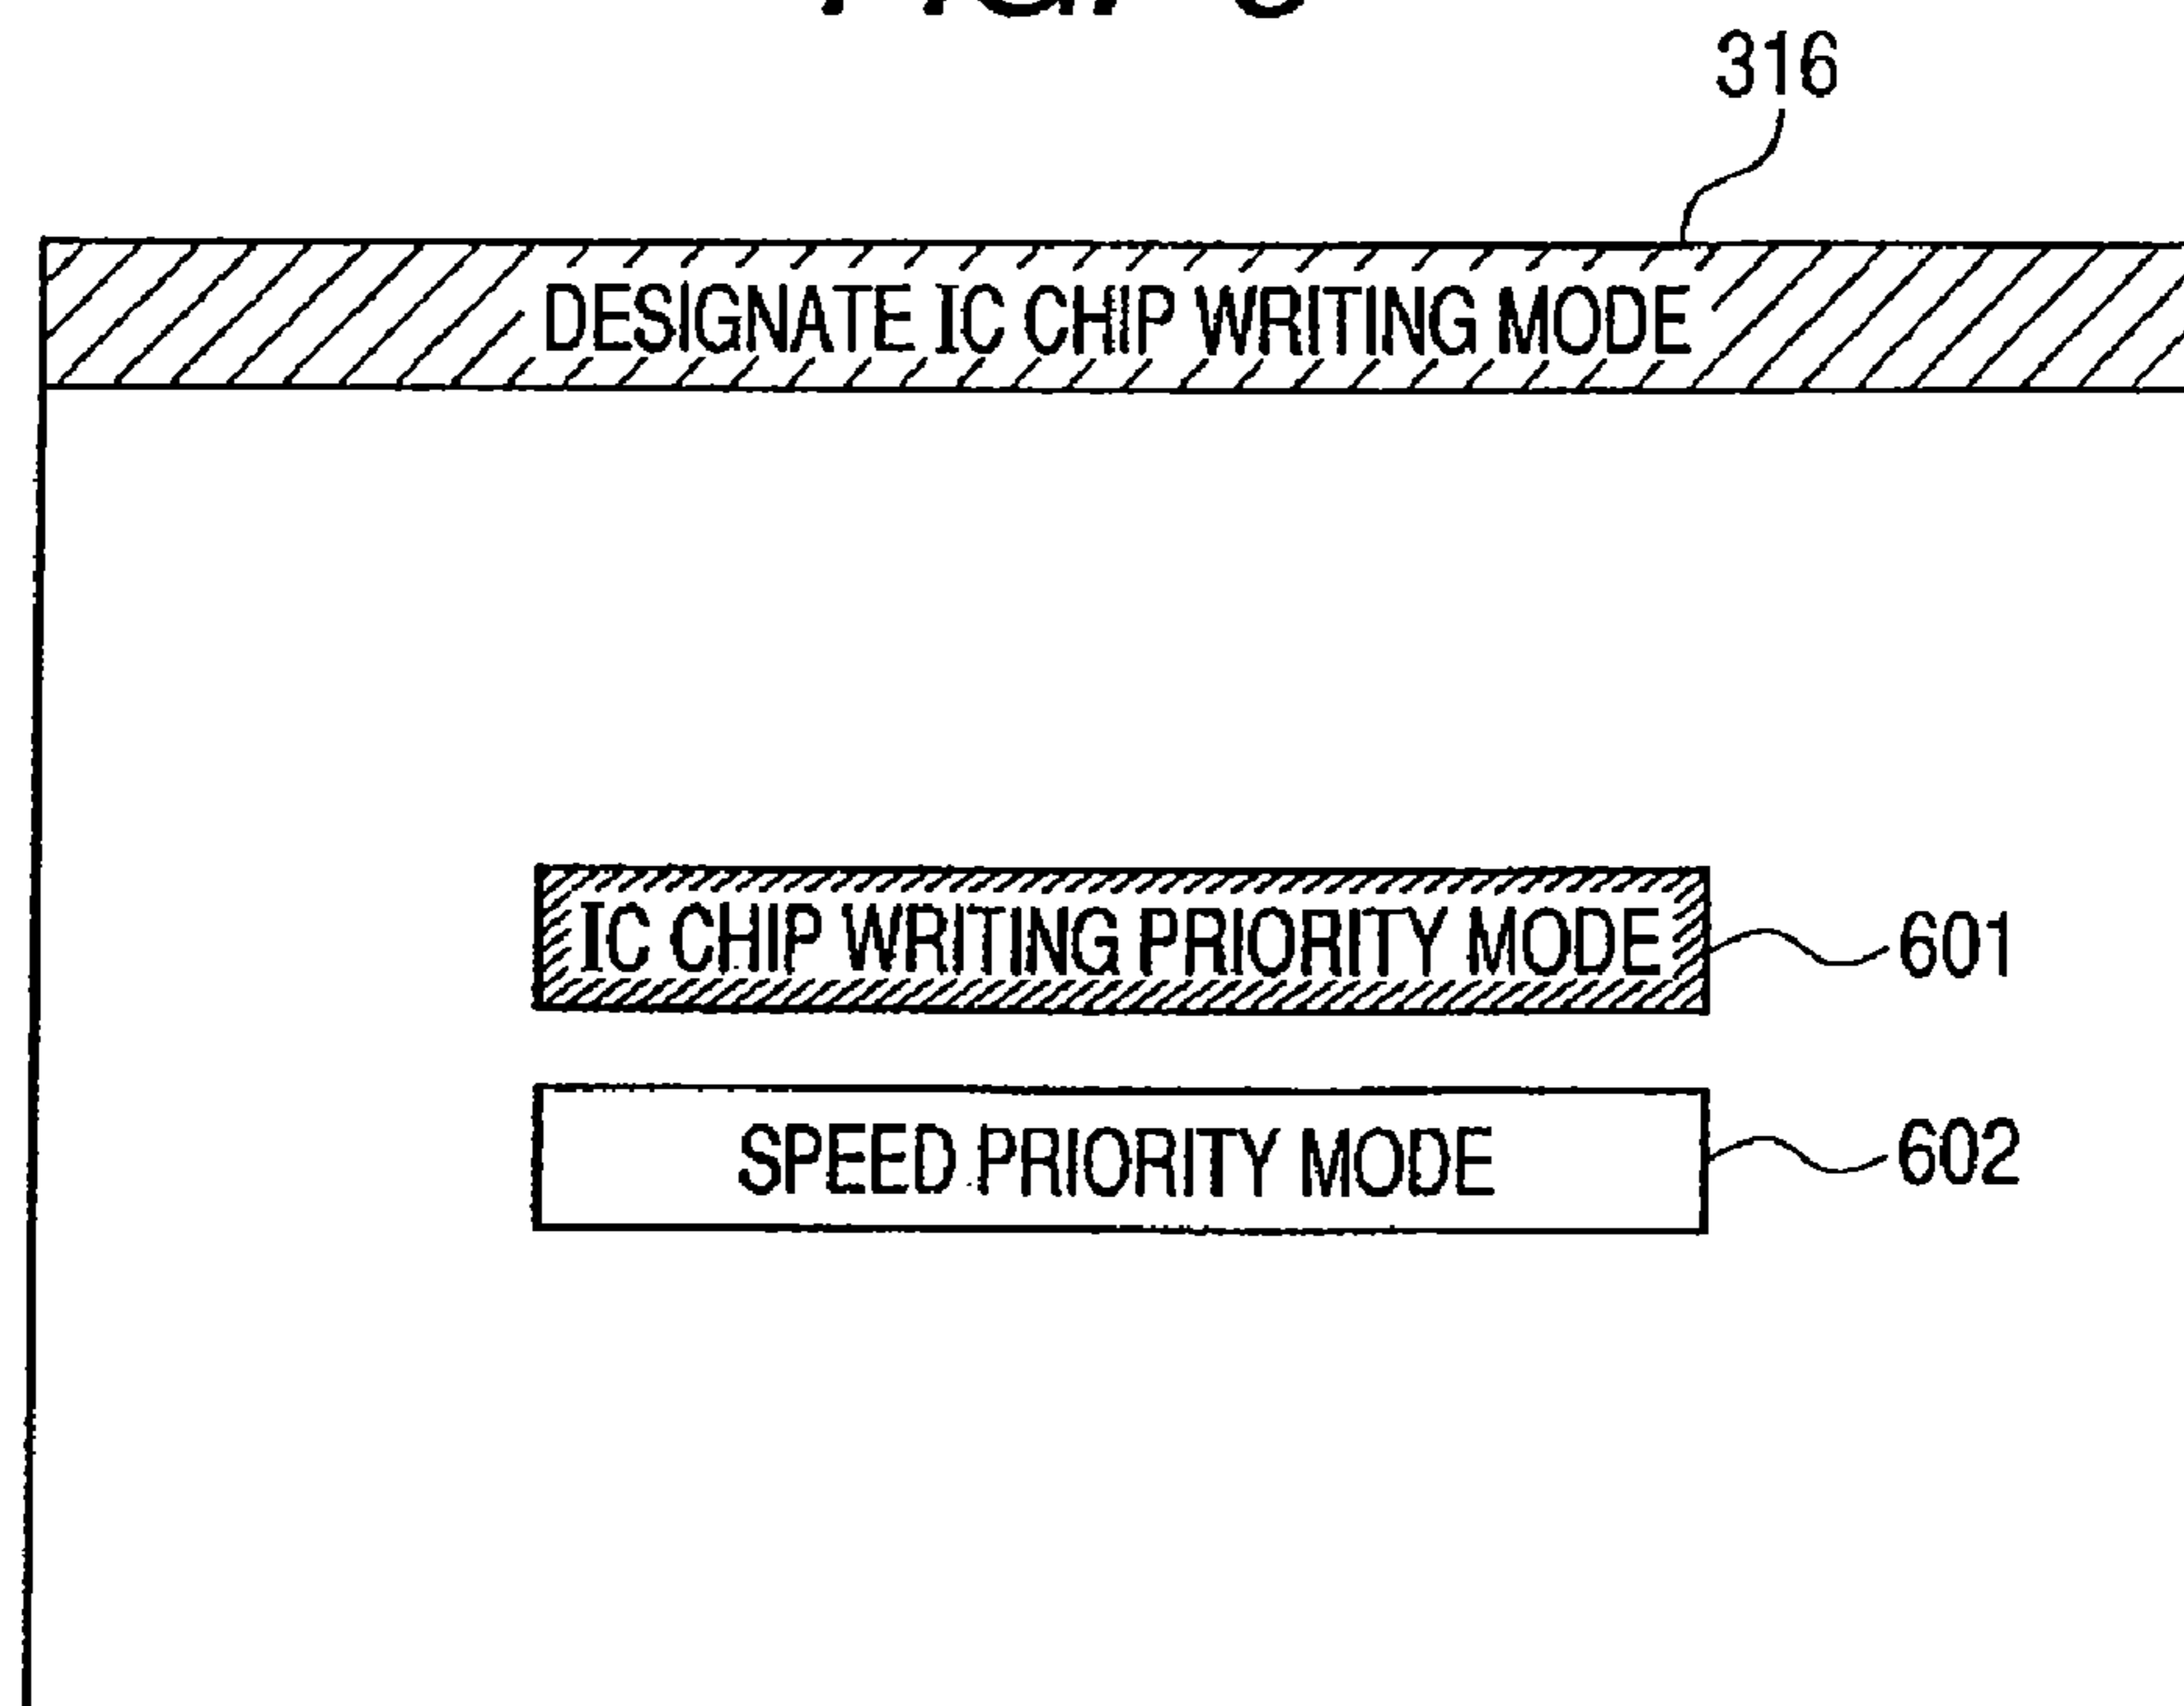 316
DESIGNATE IC CHIP WRITING MODE
IC CHIP WRITING PRIORITY MODE
601
SPEED PRIORITY MODE
602